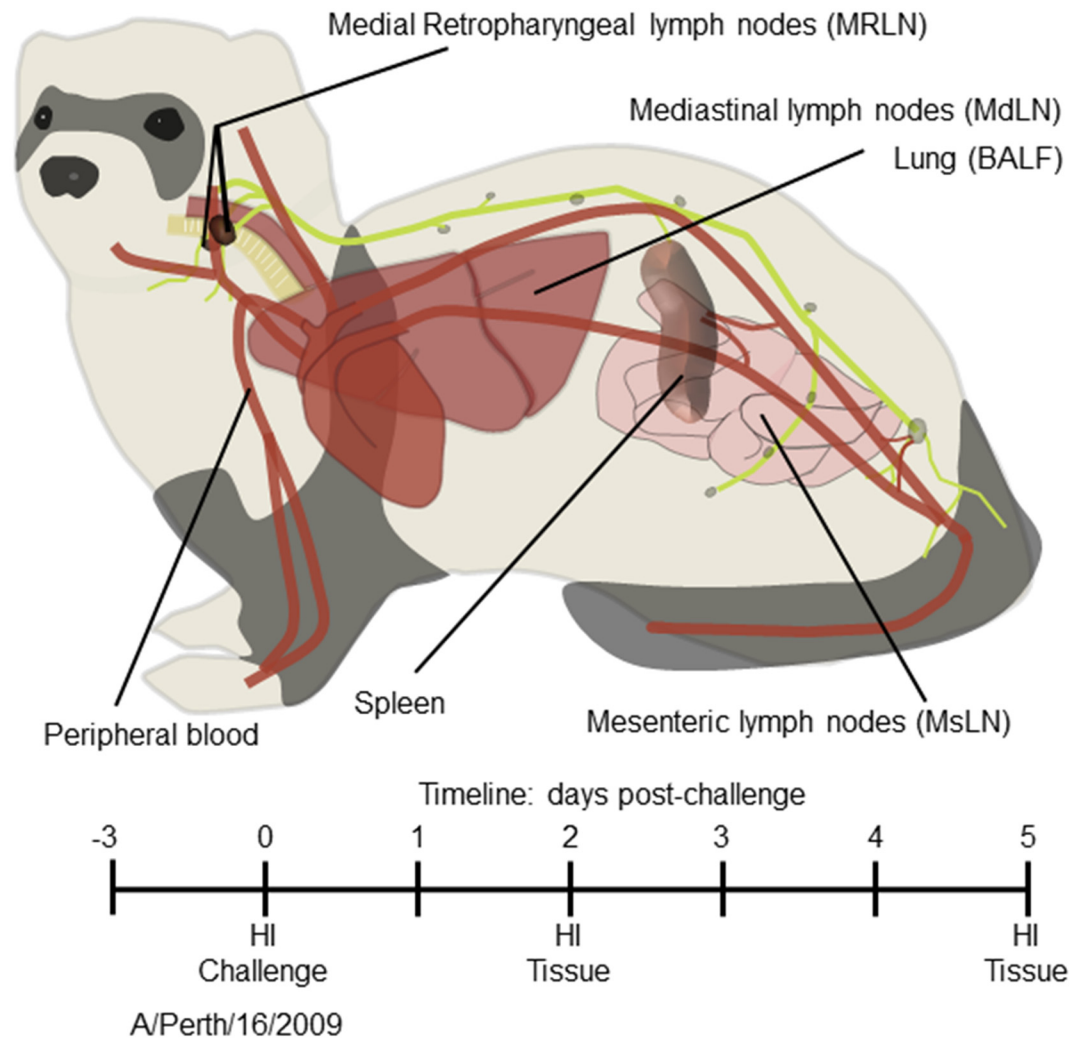 Medial Retropharyngeal lymph nodes (MRLN)
Mediastinal lymph nodes (MdLN)
Lung (BALF)
Peripheral blood
Spleen
Mesenteric lymph nodes (MsLN)
Timeline: days post-challenge
-3 0 1 2 3 4 5
HI HI HI
Challenge Tissue Tissue
A/Perth/16/2009